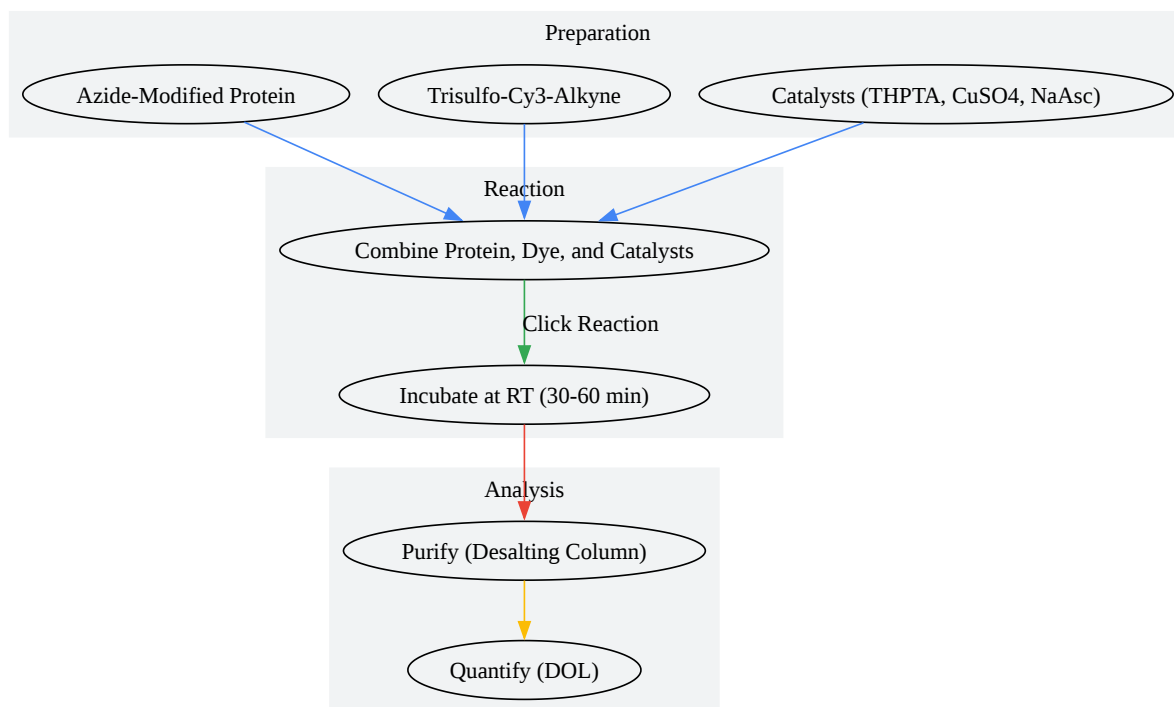 Preparation
Azide-Modified Protein
Trisulfo-Cy3-Alkyne
Catalysts (THPTA, CuSO4, NaAsc)
Reaction
Combine Protein, Dye, and Catalysts
Click Reaction
Incubate at RT (30-60 min)
Analysis
Purify (Desalting Column)
Quantify (DOL)